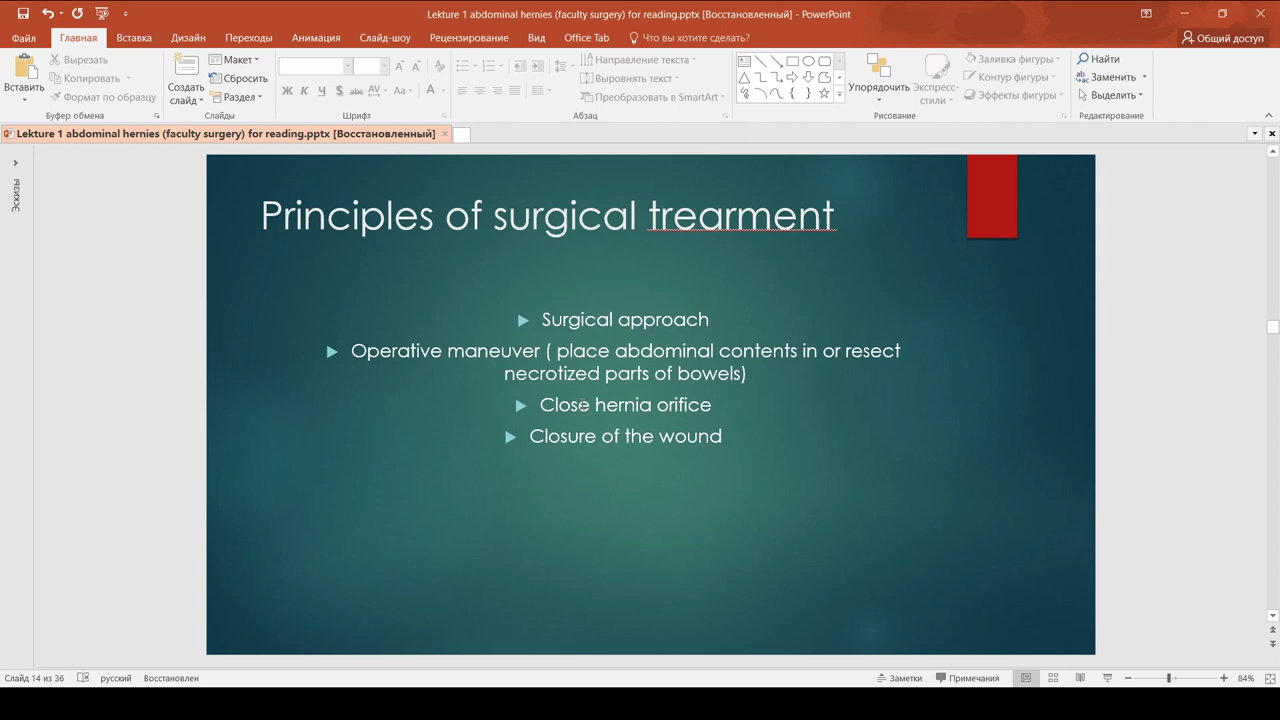 Lekture 1 abdominal hernies (faculty surgery) for reading.pptx [Восстановленный] - PowerPoint
Файл Главная Вставка Дизайн Переходы Анимация Слайд-шоу Рецензирование Вид Office Tab Что вы хотите сделать? Общий доступ
Вставить
Вырезать
Копировать
Формат по образцу
Буфер обмена
Создать слайд
Макет
Сбросить
Раздел
Слайды
Ж К Ч S abc AV Aa A
Шрифт
Направление текста
Выровнять текст
Преобразовать в SmartArt
Абзац
Упорядочить
Экспресс-стили
Заливка фигуры
Контур фигуры
Эффекты фигуры
Рисование
Найти
Заменить
Выделить
Редактирование
Lekture 1 abdominal hernies (faculty surgery) for reading.pptx [Восстановленный]
Эскизы
Principles of surgical trearment
Surgical approach
Operative maneuver ( place abdominal contents in or resect
necrotized parts of bowels)
Close hernia orifice
Closure of the wound
Слайд 14 из 36 русский Восстановлен Заметки Примечания 84%